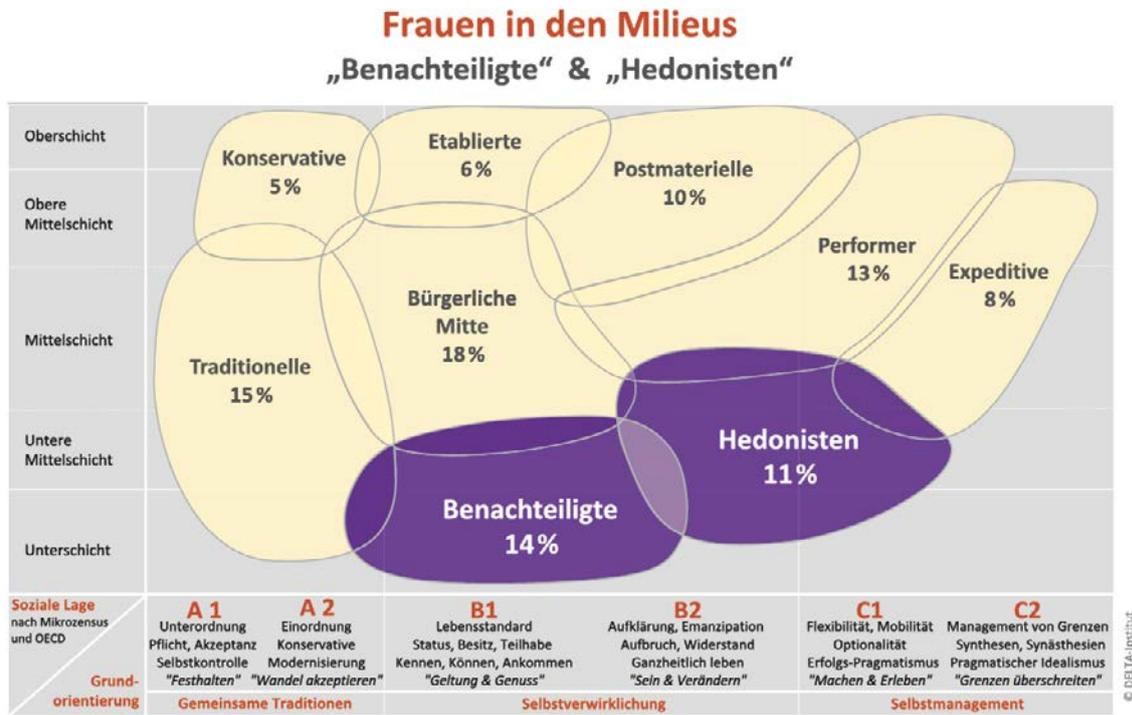 Frauen in den Milieus
„Benachteiligte“ & „Hedonisten“
Oberschicht
Obere
Mittelschicht
Mittelschicht
Untere
Mittelschicht
Unterschicht
Konservative
5 %
Etablierte
6 %
Postmaterielle
10 %
Performer
13 %
Expeditive
8 %
Traditionelle
15 %
Bürgerliche
Mitte
18 %
Hedonisten
11 %
Benachteiligte
14 %
Soziale Lage
nach Mikrozensus
und OECD
Grund-
orientierung
A 1
Unterordnung
Pflicht, Akzeptanz
Selbstkontrolle
"Festhalten"
A 2
Einordnung
Konservative
Modernisierung
"Wandel akzeptieren"
B1
Lebensstandard
Status, Besitz, Teilhabe
Kennen, Können, Ankommen
"Geltung & Genuss"
B2
Aufklärung, Emanzipation
Aufbruch, Widerstand
Ganzheitlich leben
"Sein & Verändern"
C1
Flexibilität, Mobilität
Optionalität
Erfolgs-Pragmatismus
"Machen & Erleben"
C2
Management von Grenzen
Synthesen, Synästhesien
Pragmatischer Idealismus
"Grenzen überschreiten"
Gemeinsame Traditionen
Selbstverwirklichung
Selbstmanagement
© DELTA-Institut